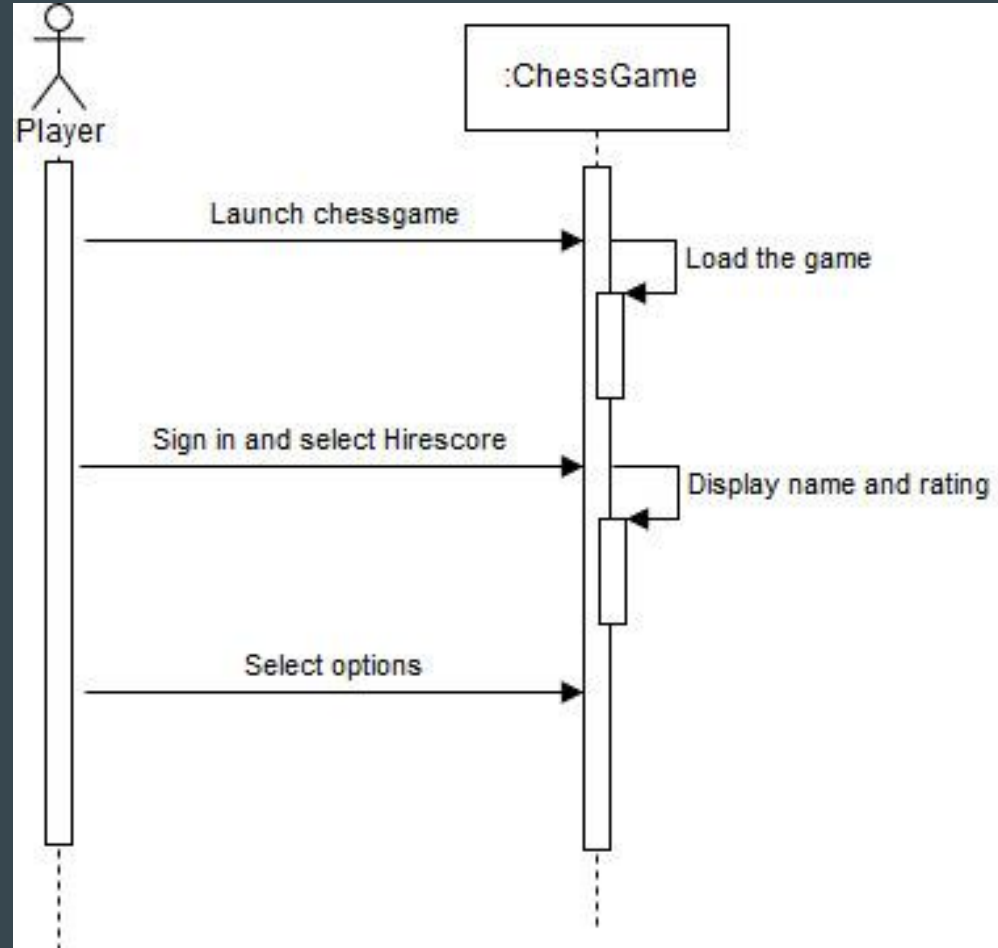 :ChessGame
Player
Launch chessgame
Load the game
Sign in and select Hirescore
Display name and rating
Select options